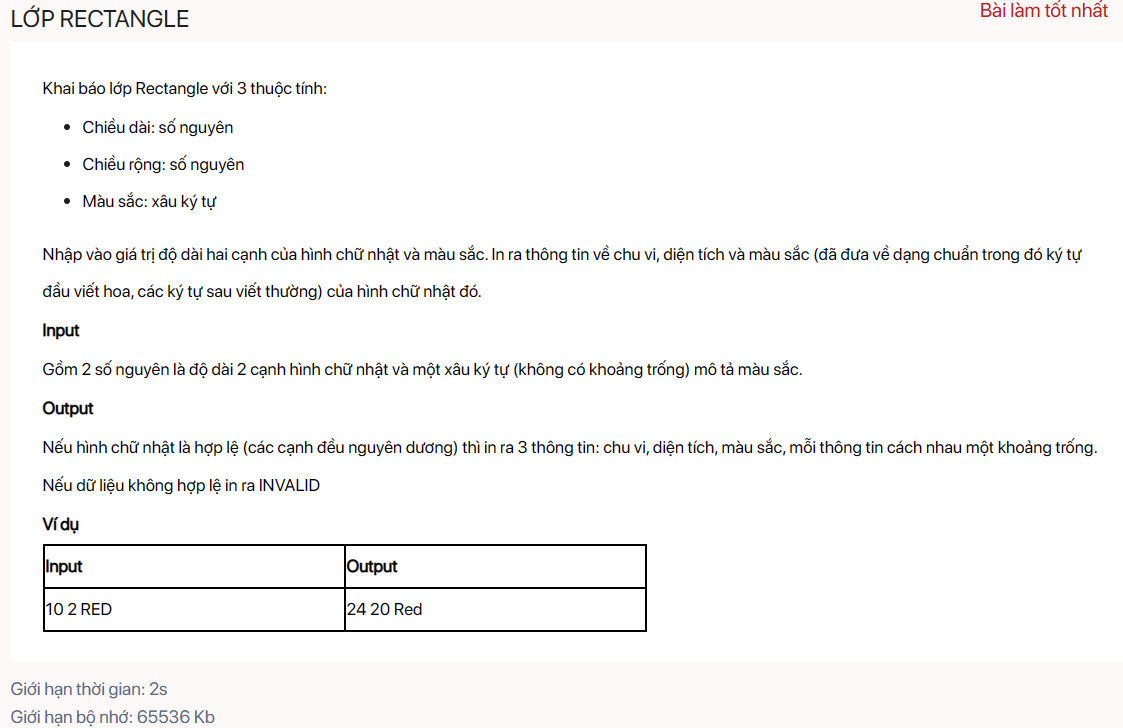 LỚP RECTANGLE
Bài làm tốt nhất
Khai báo lớp Rectangle với 3 thuộc tính:
Chiều dài: số nguyên
Chiều rộng: số nguyên
Màu sắc: xâu ký tự
Nhập vào giá trị độ dài hai cạnh của hình chữ nhật và màu sắc. In ra thông tin về chu vi, diện tích và màu sắc (đã đưa về dạng chuẩn trong đó ký tự
đầu viết hoa, các ký tự sau viết thường) của hình chữ nhật đó.
Input
Gồm 2 số nguyên là độ dài 2 cạnh hình chữ nhật và một xâu ký tự (không có khoảng trống) mô tả màu sắc.
Output
Nếu hình chữ nhật là hợp lệ (các cạnh đều nguyên dương) thì in ra 3 thông tin: chu vi, diện tích, màu sắc, mỗi thông tin cách nhau một khoảng trống.
Nếu dữ liệu không hợp lệ in ra INVALID
Ví dụ
Input Output
10 2 RED 24 20 Red
Giới hạn thời gian: 2s
Giới hạn bộ nhớ: 65536 Kb